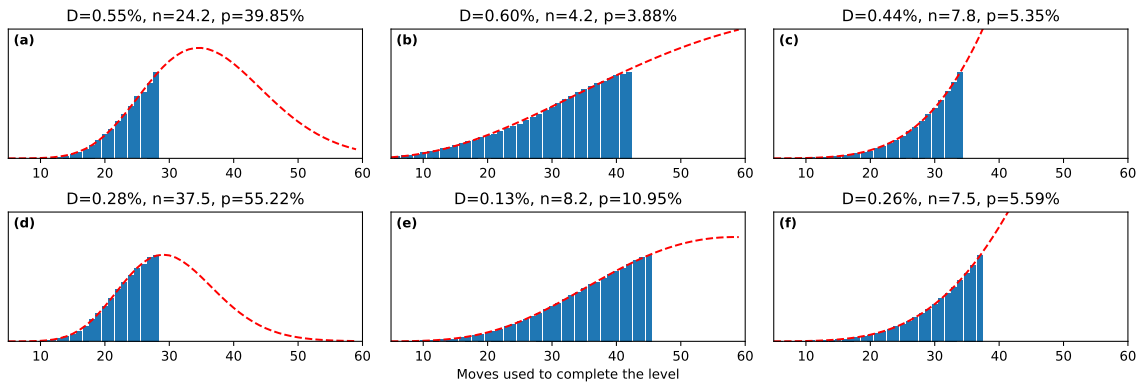 D=0.55%, n=24.2, p=39.85%
(a)
10 20 30 40 50 60
D=0.60%, n=4.2, p=3.88%
(b)
10 20 30 40 50 60
D=0.44%, n=7.8, p=5.35%
(c)
10 20 30 40 50 60
D=0.28%, n=37.5, p=55.22%
(d)
10 20 30 40 50 60
D=0.13%, n=8.2, p=10.95%
(e)
10 20 30 40 50 60
Moves used to complete the level
D=0.26%, n=7.5, p=5.59%
(f)
10 20 30 40 50 60